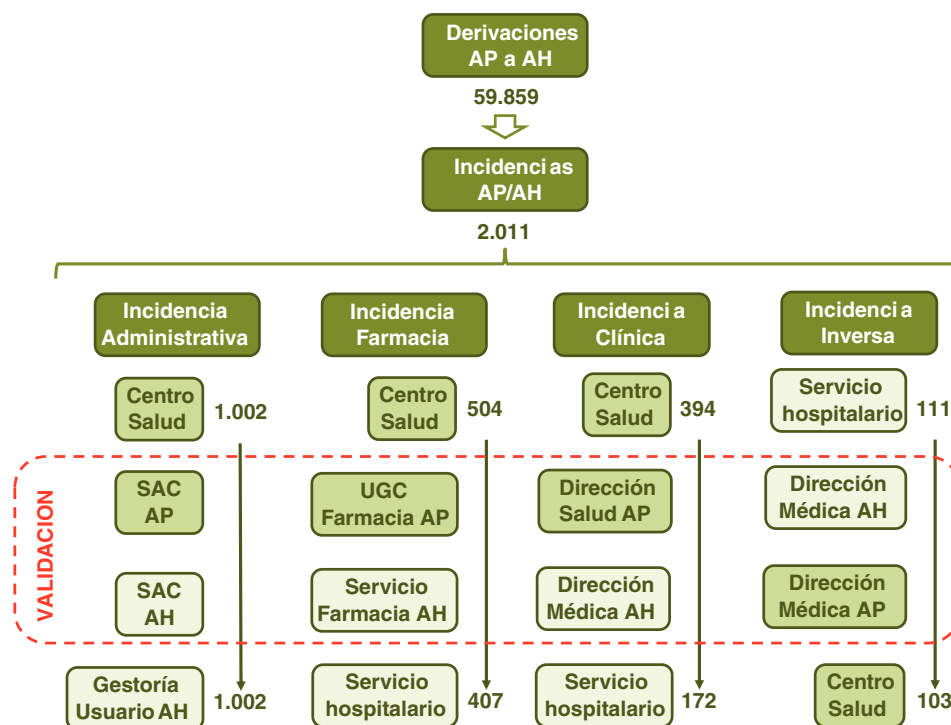 Derivaciones
AP a AH
59.859
Incidencias
AP/AH
2.011
Incidencia
Administrativa
Incidencia
Farmacia
Incidencia
Clínica
Incidencia
Inversa
Centro
Salud
1.002
Centro
Salud
504
Centro
Salud
394
Servicio
hospitalario
111
VALIDACION
SAC
AP
UGC
Farmacia AP
Dirección
Salud AP
Dirección
Médica AH
SAC
AH
Servicio
Farmacia AH
Dirección
Médica AH
Dirección
Médica AP
Gestoría
Usuario AH
1.002
Servicio
hospitalario
407
Servicio
hospitalario
172
Centro
Salud
103